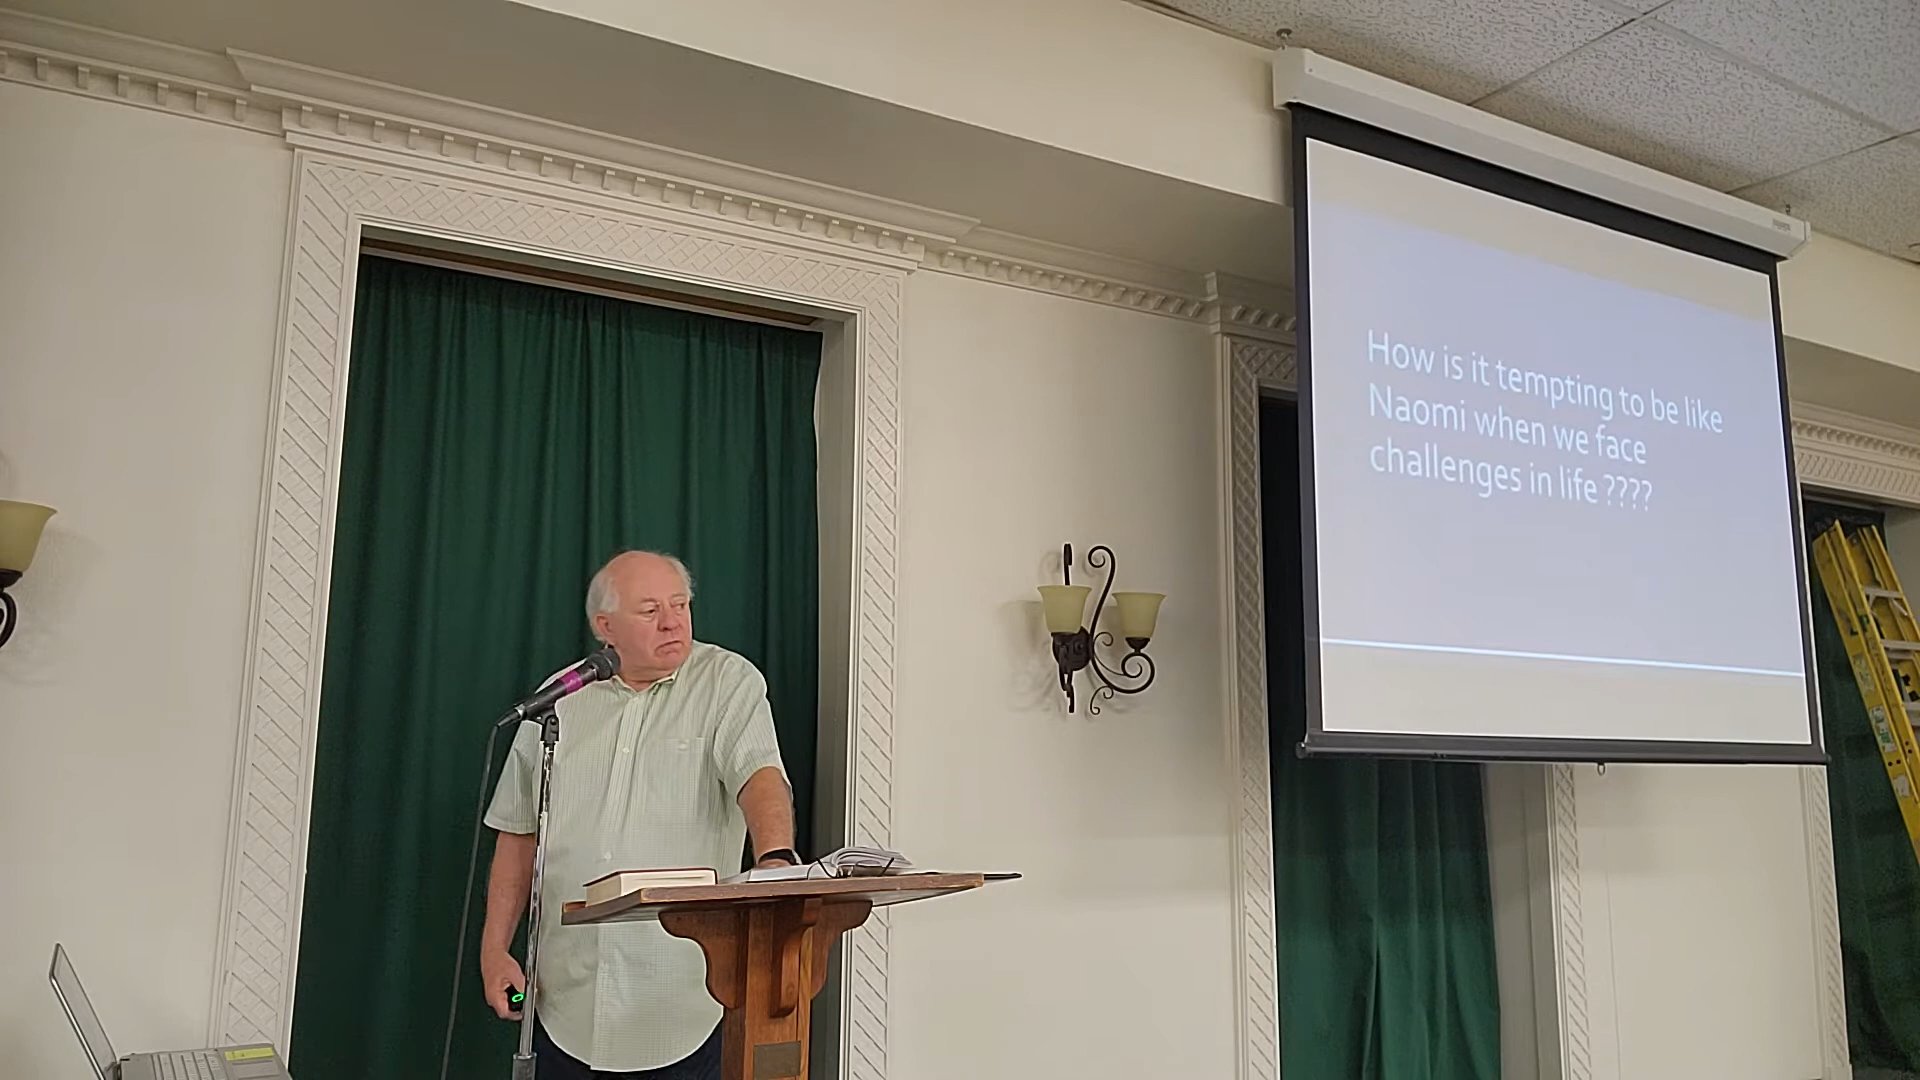 How is it tempting to be like
Naomi when we face
challenges in life ????